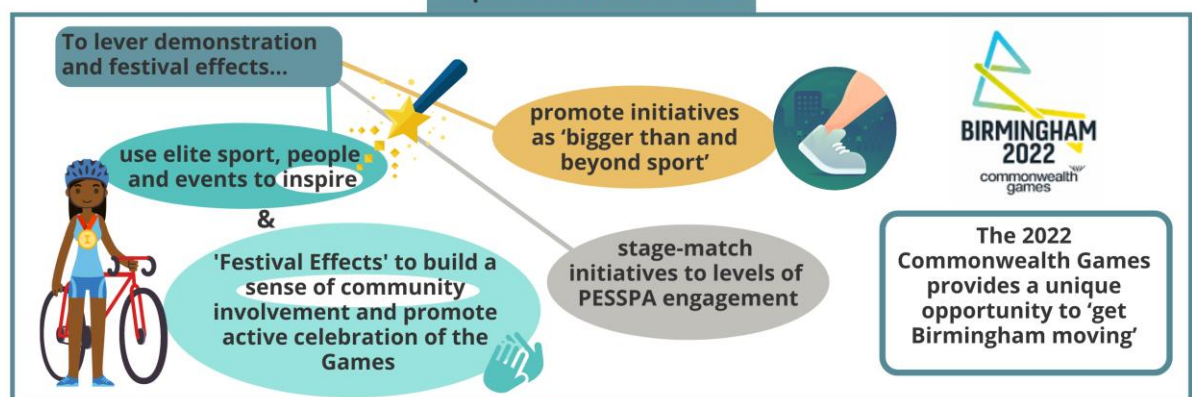 To lever demonstration
and festival effects...
use elite sport, people
and events to inspire
&
'Festival Effects' to build a
sense of community
involvement and promote
active celebration of the
Games
promote initiatives
as ‘bigger than and
beyond sport’
stage-match
initiatives to levels of
PESSPA engagement
BIRMINGHAM
2022
commonwealth
games
The 2022
Commonwealth Games
provides a unique
opportunity to ‘get
Birmingham moving’